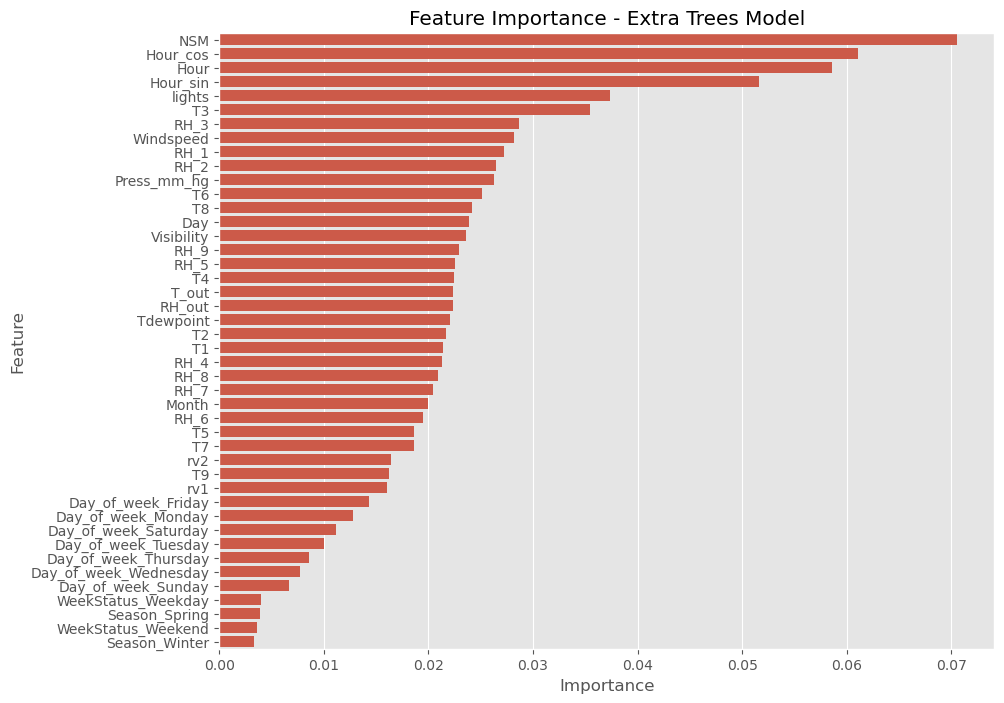 Feature Importance - Extra Trees Model
NSM
Hour_cos
Hour
Hour_sin
lights
T3
RH_3
Windspeed
RH_1
RH_2
Press_mm_hg
T6
T8
Day
Visibility
RH_9
RH_5
T4
T_out
RH_out
Tdewpoint
T2
T1
RH_4
RH_8
RH_7
Month
RH_6
T5
T7
rv2
T9
rv1
Day_of_week_Friday
Day_of_week_Monday
Day_of_week_Saturday
Day_of_week_Tuesday
Day_of_week_Thursday
Day_of_week_Wednesday
Day_of_week_Sunday
WeekStatus_Weekday
Season_Spring
WeekStatus_Weekend
Season_Winter
Feature
0.00 0.01 0.02 0.03 0.04 0.05 0.06 0.07
Importance